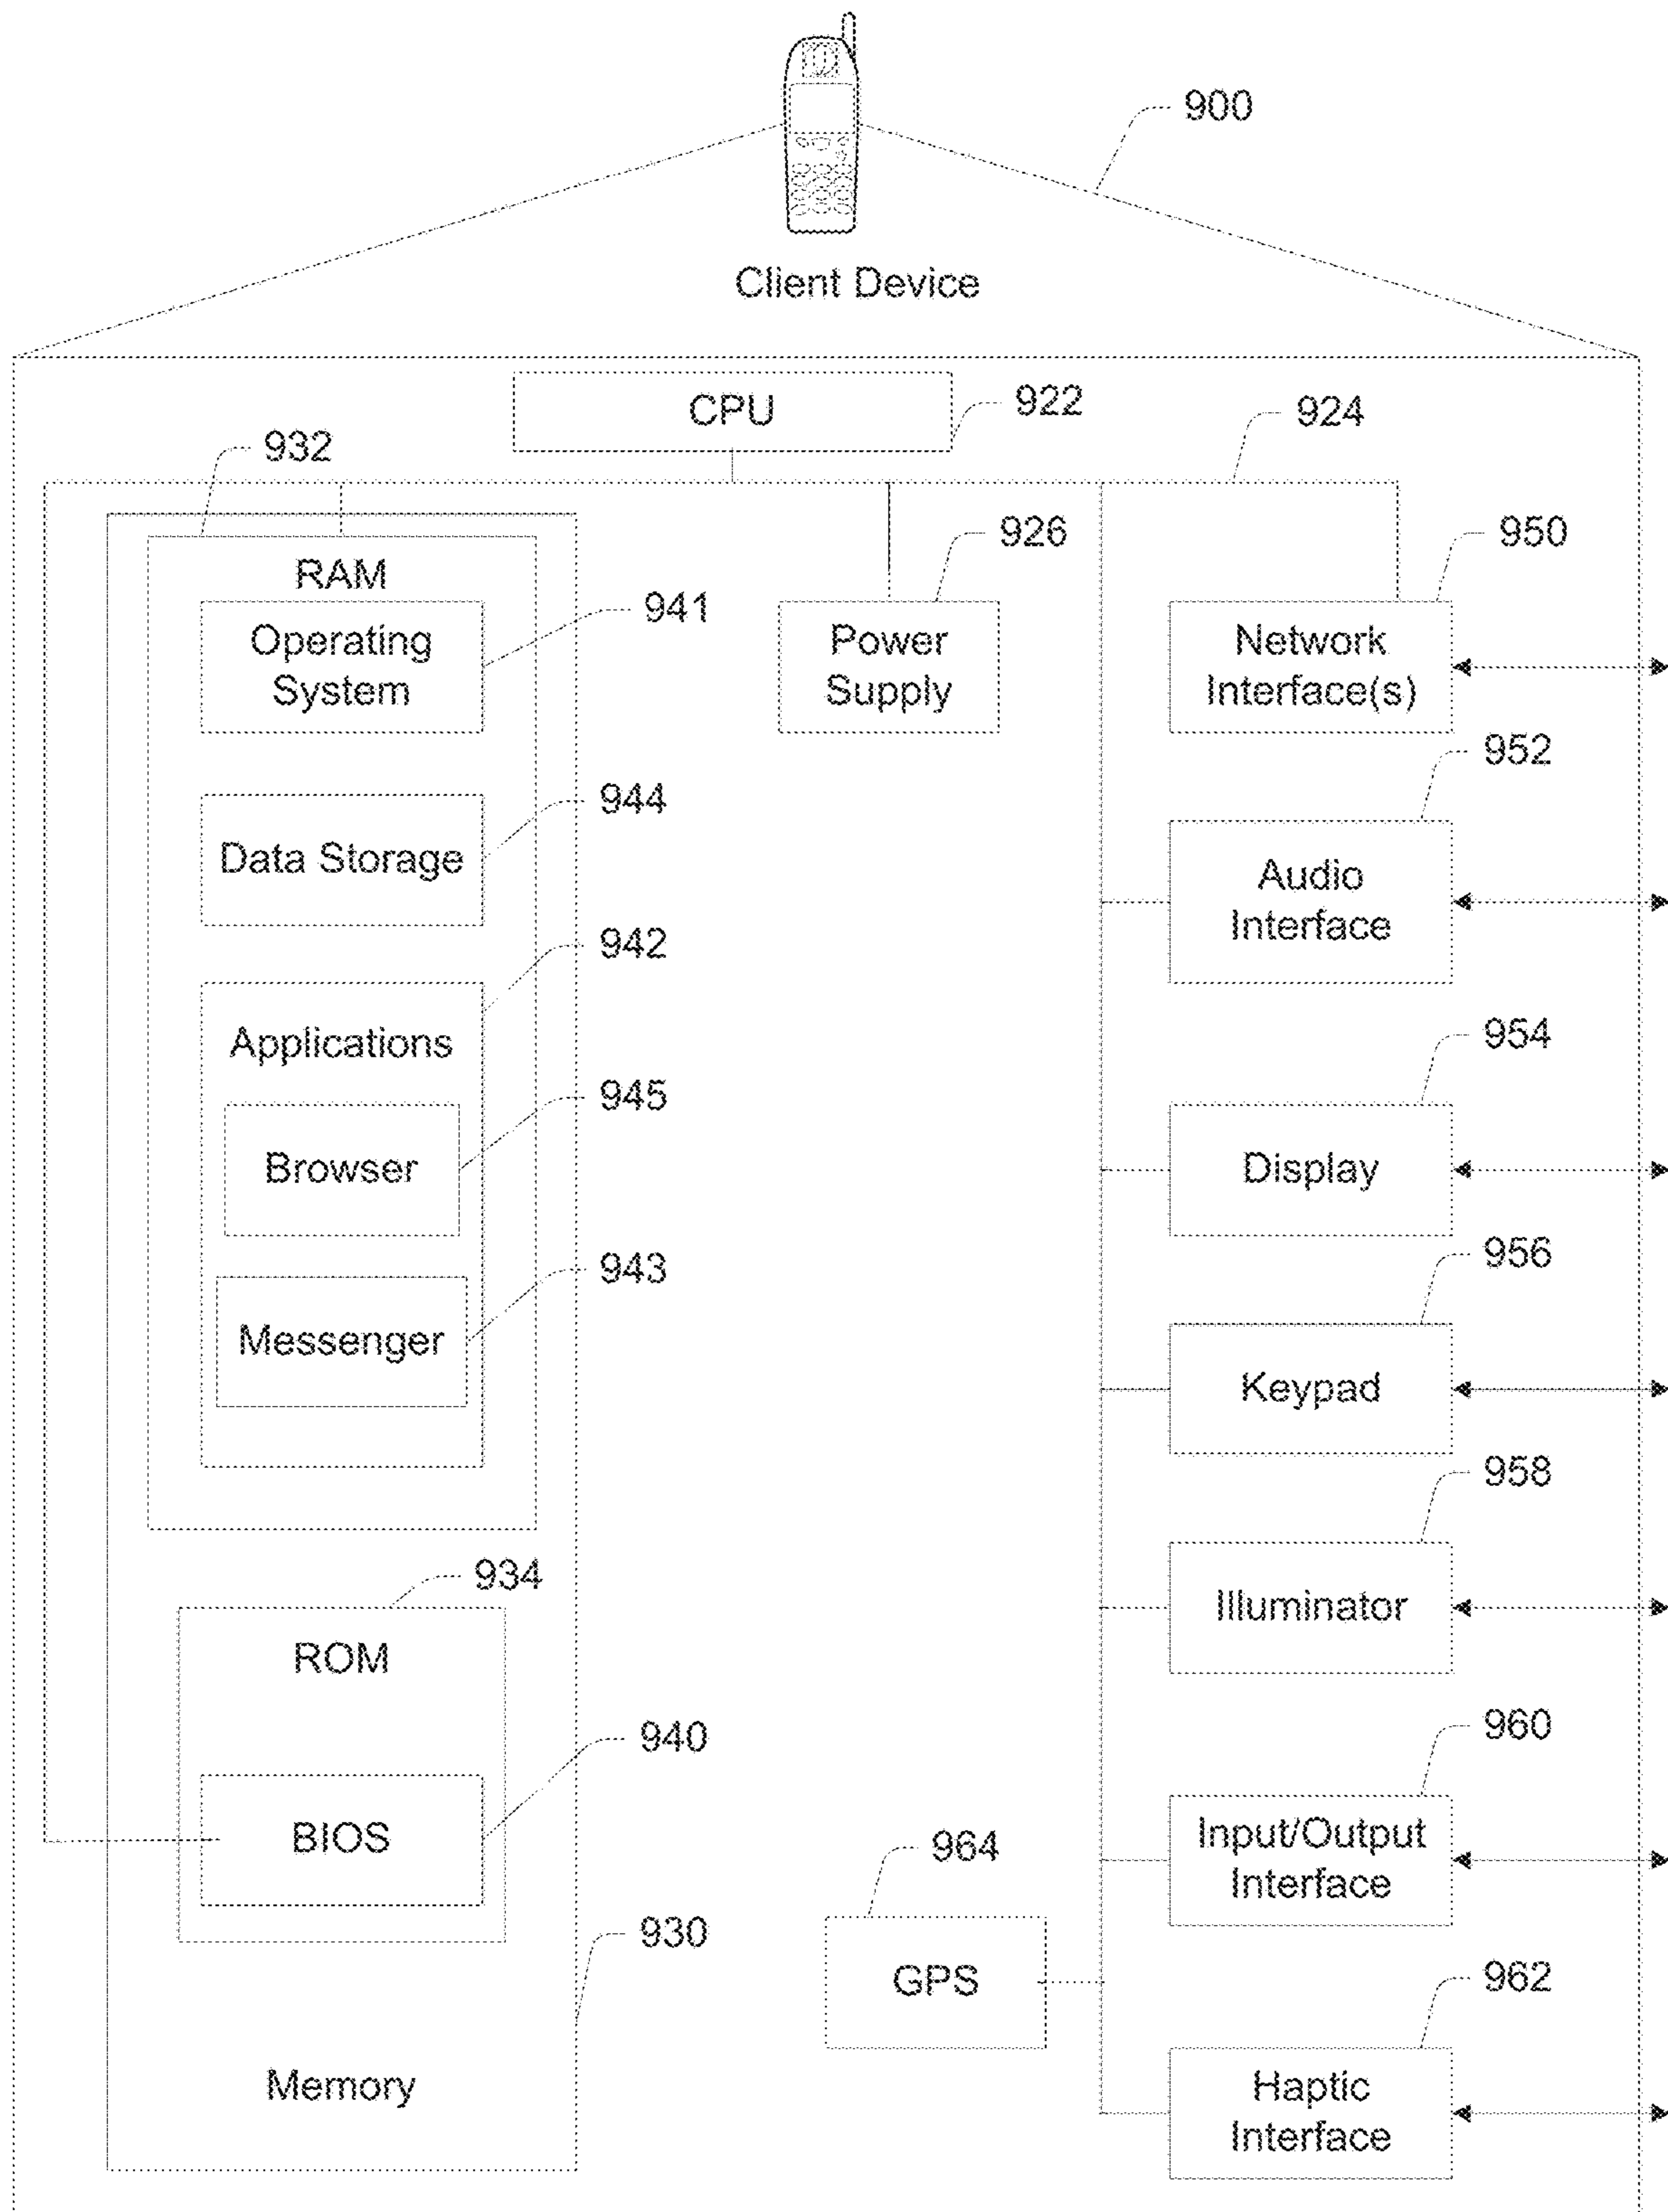 900
Client Device
CPU
922
924
932
926
950
RAM
941
Operating
System
Power
Supply
Network
Interface(s)
952
944
Data Storage
Audio
Interface
942
Applications
954
945
Browser
Display
943
956
Messenger
Keypad
958
934
Illuminator
ROM
940
960
BIOS
964
Input/Output
Interface
930
GPS
962
Memory
Haptic
Interface